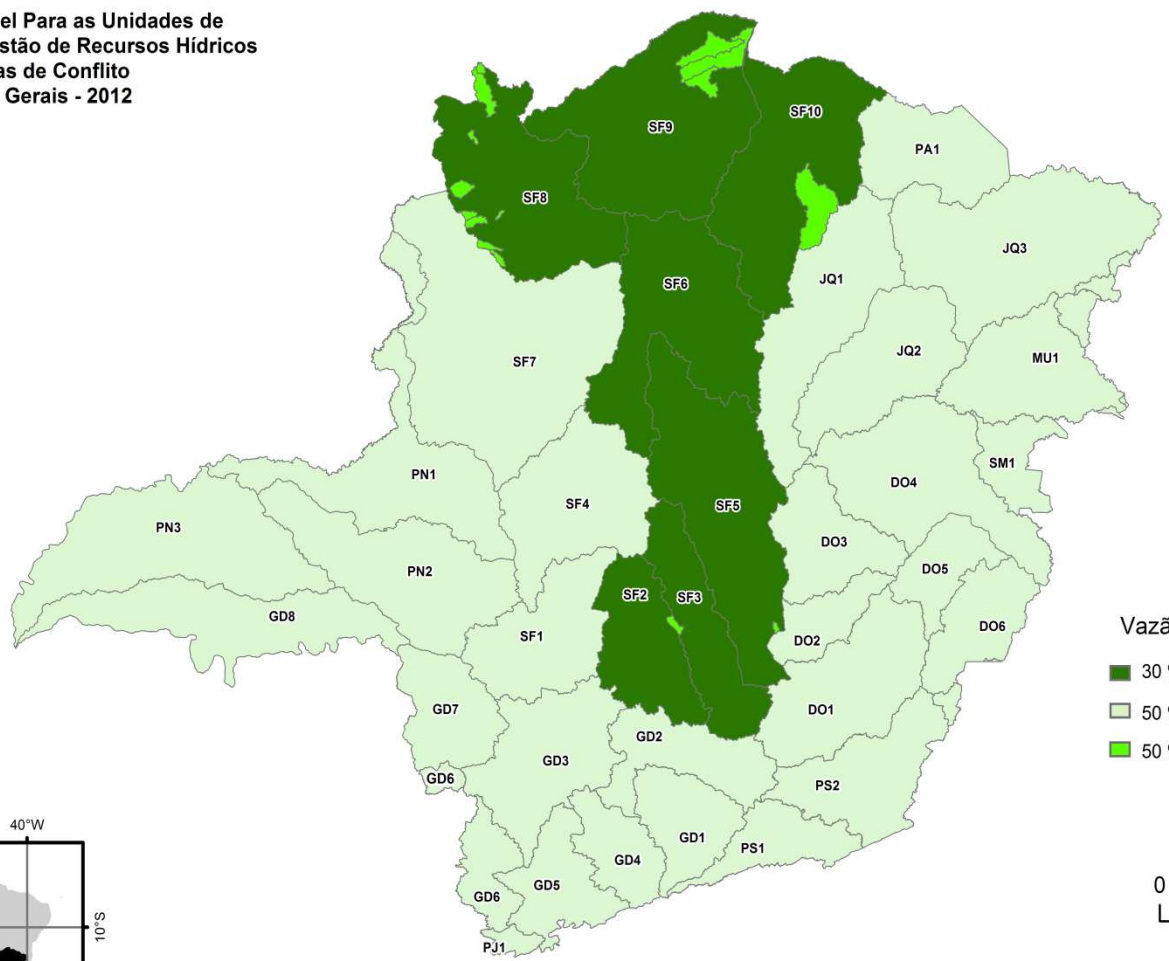 el Para as Unidades de
stão de Recursos Hídricos
as de Conflito
Gerais - 2012
SF9
SF10
PA1
SF8
JQ3
SF6
JQ1
SF7
JQ2
MU1
PN1
SF4
SF5
DO4
SM1
PN3
PN2
DO3
DO5
GD8
SF2
SF3
SF1
DO2
DO6
Vazã
30 %
50 %
50 %
GD7
GD2
DO1
GD3
GD6
PS2
GD1
PS1
GD4
GD5
GD6
PJ1
40°W
10°S
0
L